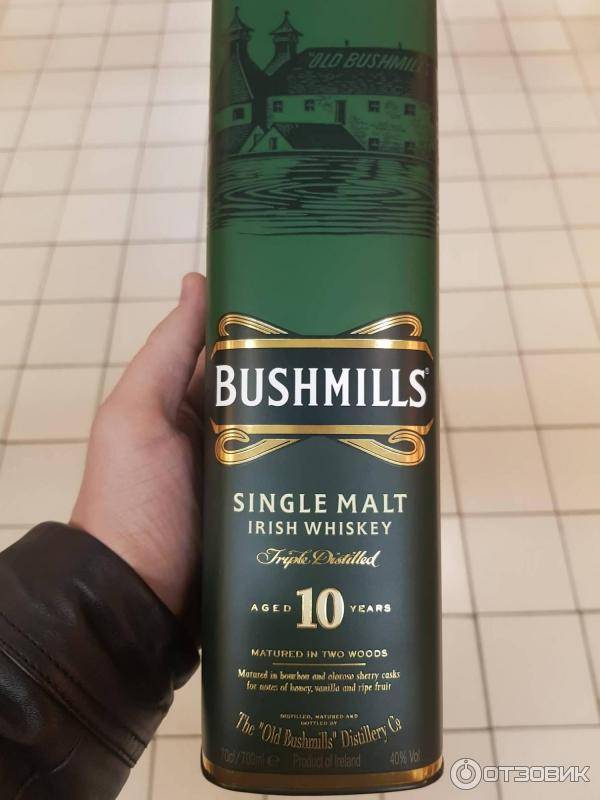 "OLD BUSHMILLS"
BUSHMILLS®
SINGLE MALT
IRISH WHISKEY
Triple Distilled
AGED 10 YEARS
MATURED IN TWO WOODS
Matured in bourbon and oloroso sherry casks
for notes of honey, vanilla and ripe fruit
DISTILLED, MATURED AND
BOTTLED BY
The "Old Bushmills" Distillery Co
70cl/700ml e Product of Ireland 40% Vol
ОТЗОВИК